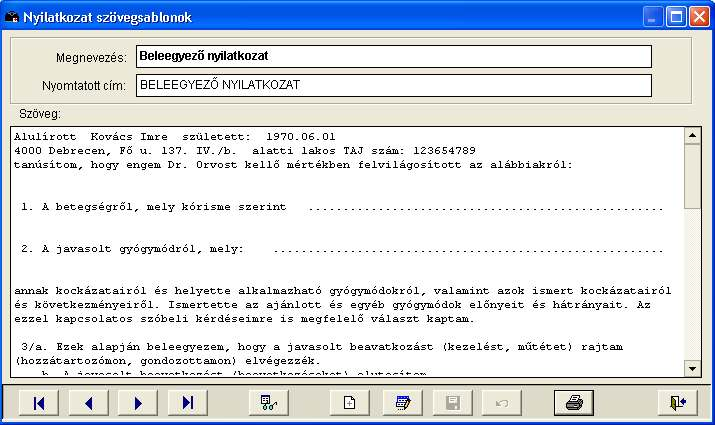 Nyilatkozat szövegsablonok
Megnevezés: Beleegyező nyilatkozat
Nyomtatott cím: BELEEGYEZŐ NYILATKOZAT
Szöveg:
Alulírott Kovács Imre született: 1970.06.01
4000 Debrecen, Fő u. 137. IV./b. alatti lakos TAJ szám: 123654789
tanúsítom, hogy engem Dr. Orvost kellő mértékben felvilágosított az alábbiakról:
1. A betegségről, mely kórisme szerint ...................................................
2. A javasolt gyógymódról, mely: ........................................................
annak kockázatairól és helyette alkalmazható gyógymódokról, valamint azok ismert kockázatairól
és következményeiről. Ismertette az ajánlott és egyéb gyógymódok előnyeit és hátrányait. Az
ezzel kapcsolatos szóbeli kérdéseimre is megfelelő választ kaptam.
3/a. Ezek alapján beleegyezem, hogy a javasolt beavatkozást (kezelést, műtétet) rajtam
(hozzátartozómon, gondozottamon) elvégezzék.
b. A javasolt beavatkozást (beavatkozásokat) elutasítom